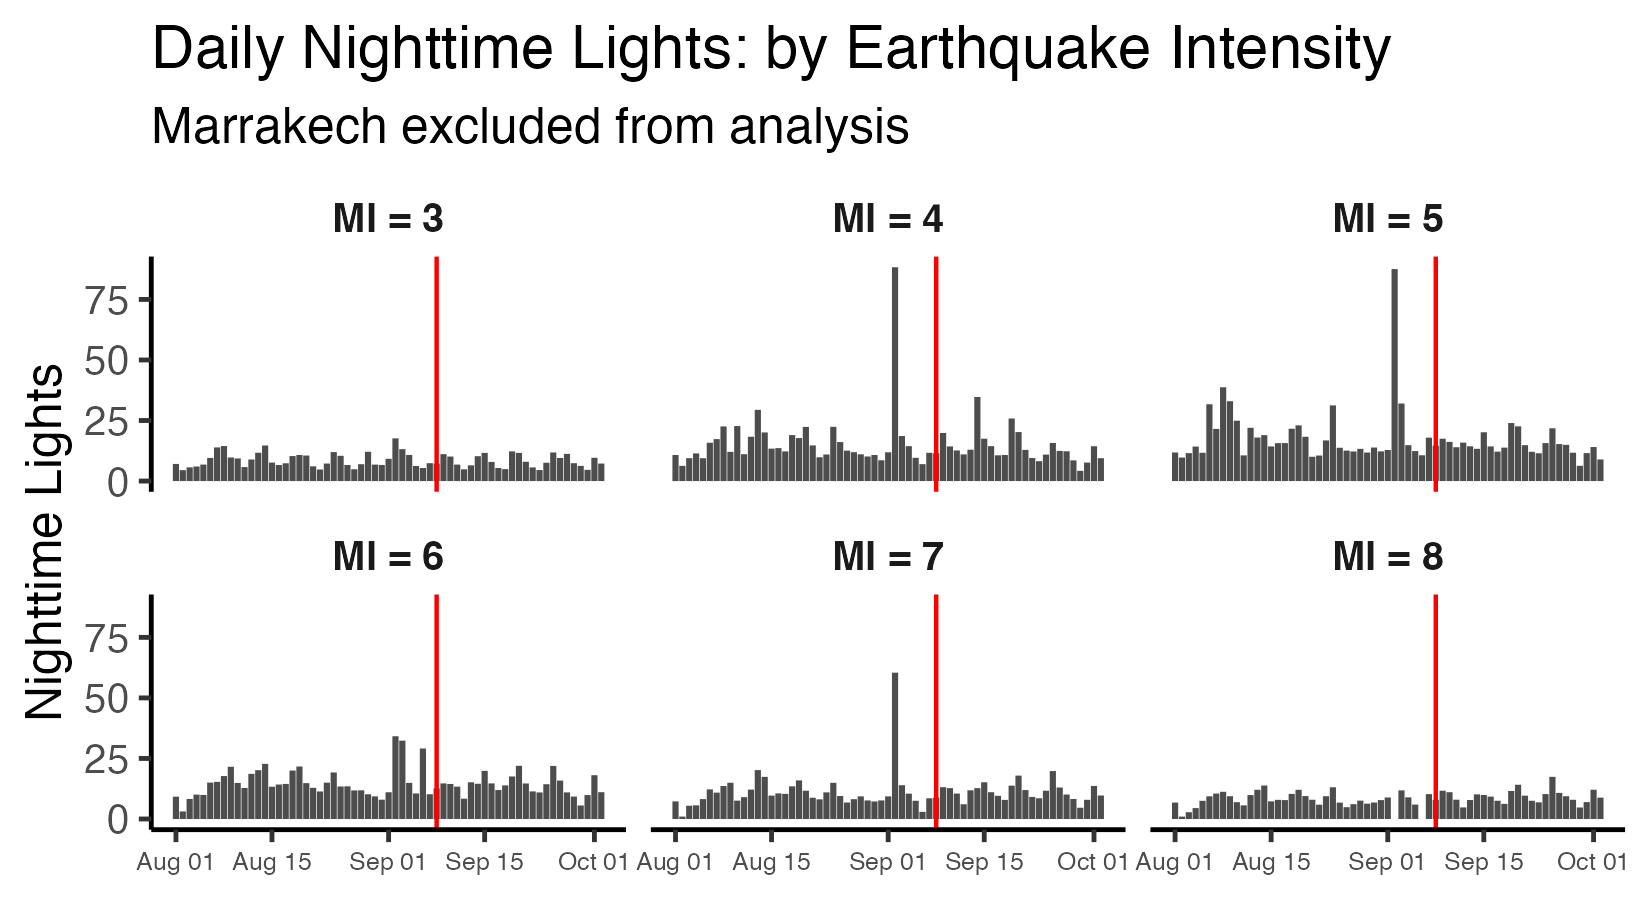 Daily Nighttime Lights: by Earthquake Intensity
Marrakech excluded from analysis
MI = 3
MI = 4
MI = 5
75
50
25
0
Nighttime Lights
MI = 6
MI = 7
MI = 8
75
50
25
0
Aug 01 Aug 15 Sep 01 Sep 15 Oct 01
Aug 01 Aug 15 Sep 01 Sep 15 Oct 01
Aug 01 Aug 15 Sep 01 Sep 15 Oct 01